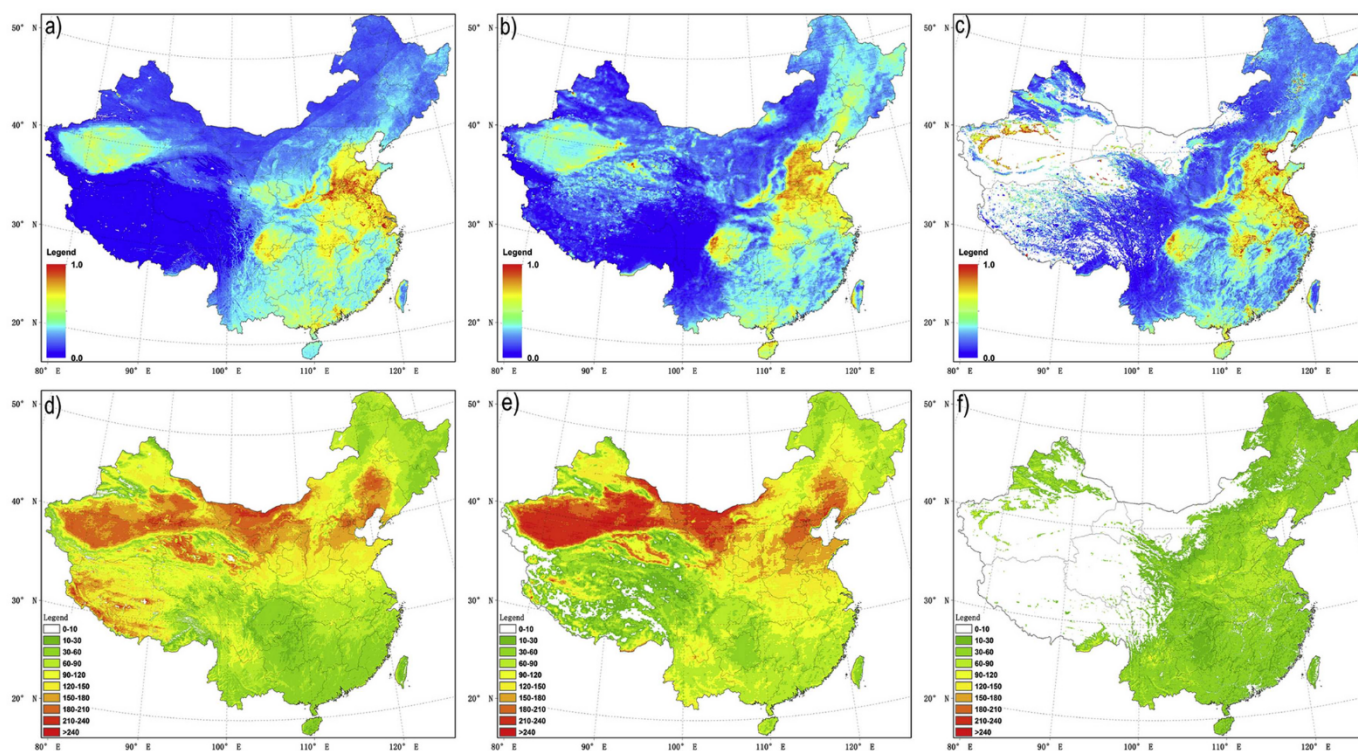 a)
50° N
40° N
30° N
20° N
Legend
1.0
0.0
80° E
90° E
100° E
110° E
120° E
b)
50° N
40° N
30° N
20° N
Legend
1.0
0.0
80° E
90° E
100° E
110° E
120° E
c)
50° N
40° N
30° N
20° N
Legend
1.0
0.0
80° E
90° E
100° E
110° E
120° E
d)
50° N
40° N
30° N
20° N
Legend
0-10
10-30
30-60
60-90
90-120
120-150
150-180
180-210
210-240
>240
80° E
90° E
100° E
110° E
120° E
e)
50° N
40° N
30° N
20° N
Legend
0-10
10-30
30-60
60-90
90-120
120-150
150-180
180-210
210-240
>240
80° E
90° E
100° E
110° E
120° E
f)
50° N
40° N
30° N
20° N
Legend
0-10
10-30
30-60
60-90
90-120
120-150
150-180
180-210
210-240
>240
80° E
90° E
100° E
110° E
120° E